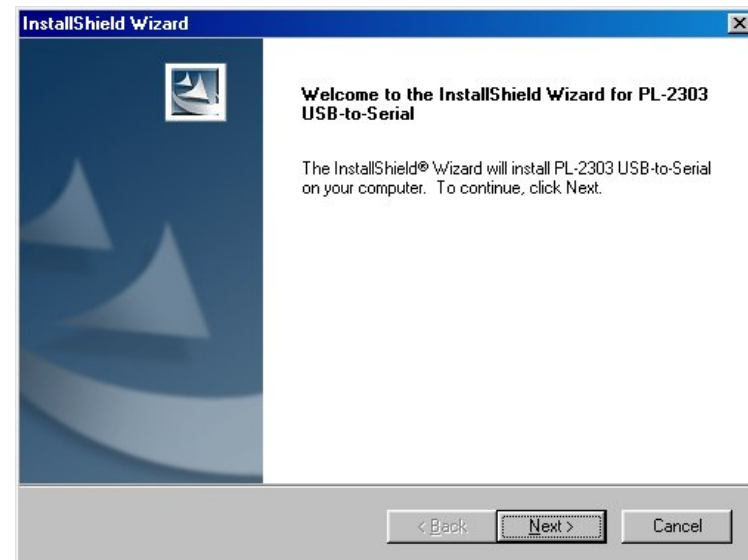 InstallShield Wizard
Welcome to the InstallShield Wizard for PL-2303
USB-to-Serial
The InstallShield® Wizard will install PL-2303 USB-to-Serial
on your computer. To continue, click Next.
< Back Next > Cancel